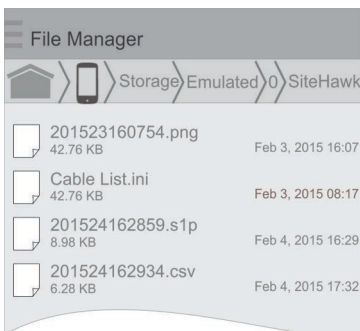 File Manager
Storage Emulated 0 SiteHawk
201523160754.png
42.76 KB Feb 3, 2015 16:07
Cable List.ini
42.76 KB Feb 3, 2015 08:17
201524162859.s1p
8.98 KB Feb 4, 2015 16:29
201524162934.csv
6.28 KB Feb 4, 2015 17:32